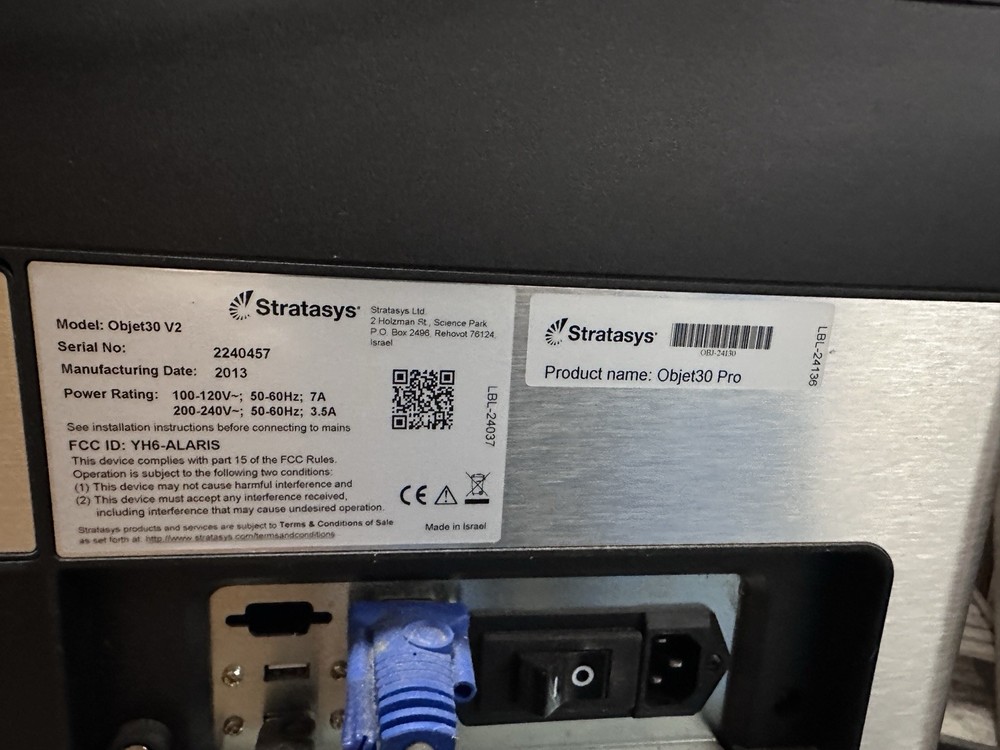 Stratasys
Stratasys Ltd.
2 Holzman St., Science Park
P.O. Box 2496, Rehovot 76124,
Israel
Model: Objet30 V2
Serial No: 2240457
Manufacturing Date: 2013
Power Rating: 100-120V~; 50-60Hz; 7A
200-240V~; 50-60Hz; 3.5A
See installation instructions before connecting to mains
FCC ID: YH6-ALARIS
This device complies with part 15 of the FCC Rules.
Operation is subject to the following two conditions:
(1) This device may not cause harmful interference and
(2) This device must accept any interference received,
including interference that may cause undesired operation.
Stratasys products and services are subject to Terms & Conditions of Sale
as set forth at: http://www.stratasys.com/termsandconditions
CE
Made in Israel
LBL-24037
Stratasys
OBJ-24130
Product name: Objet30 Pro
LBL-24136